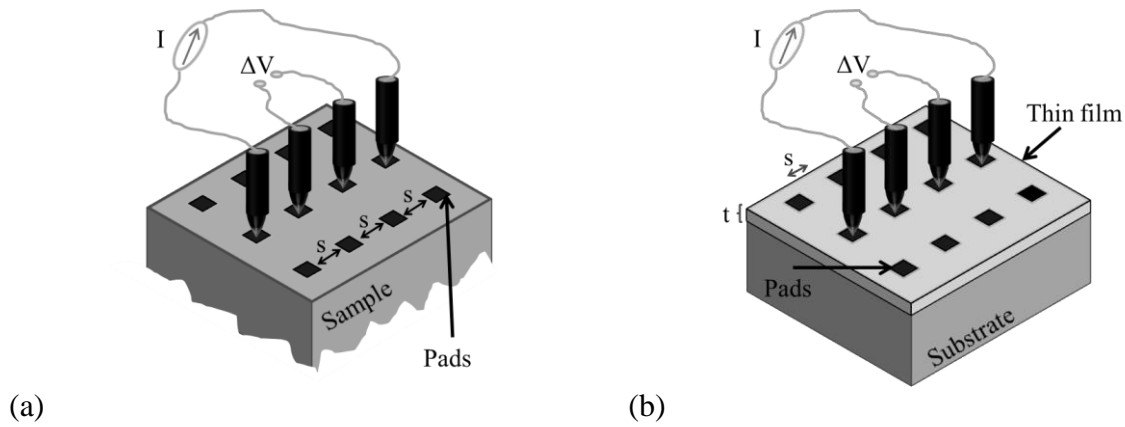 I
ΔV
s
s
s
Sample
Pads
(a)
I
ΔV
Thin film
s
t
Pads
Substrate
(b)